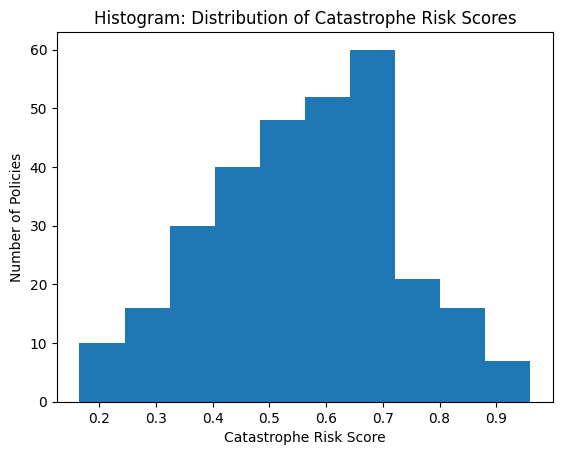 Histogram: Distribution of Catastrophe Risk Scores
Number of Policies
60
50
40
30
20
10
0
0.2 0.3 0.4 0.5 0.6 0.7 0.8 0.9
Catastrophe Risk Score